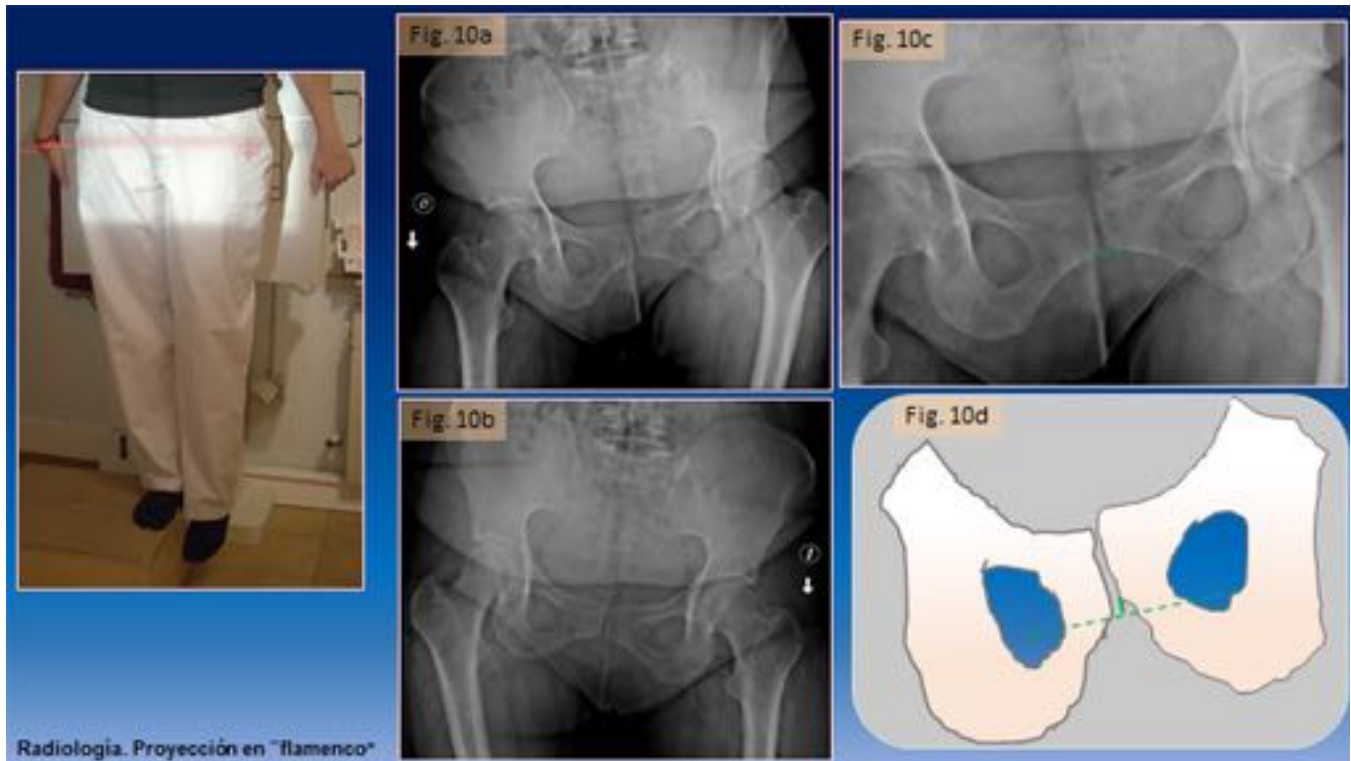 Fig. 10a
Fig. 10c
Fig. 10b
Fig. 10d
Radiología. Proyección en ¨flamenco"